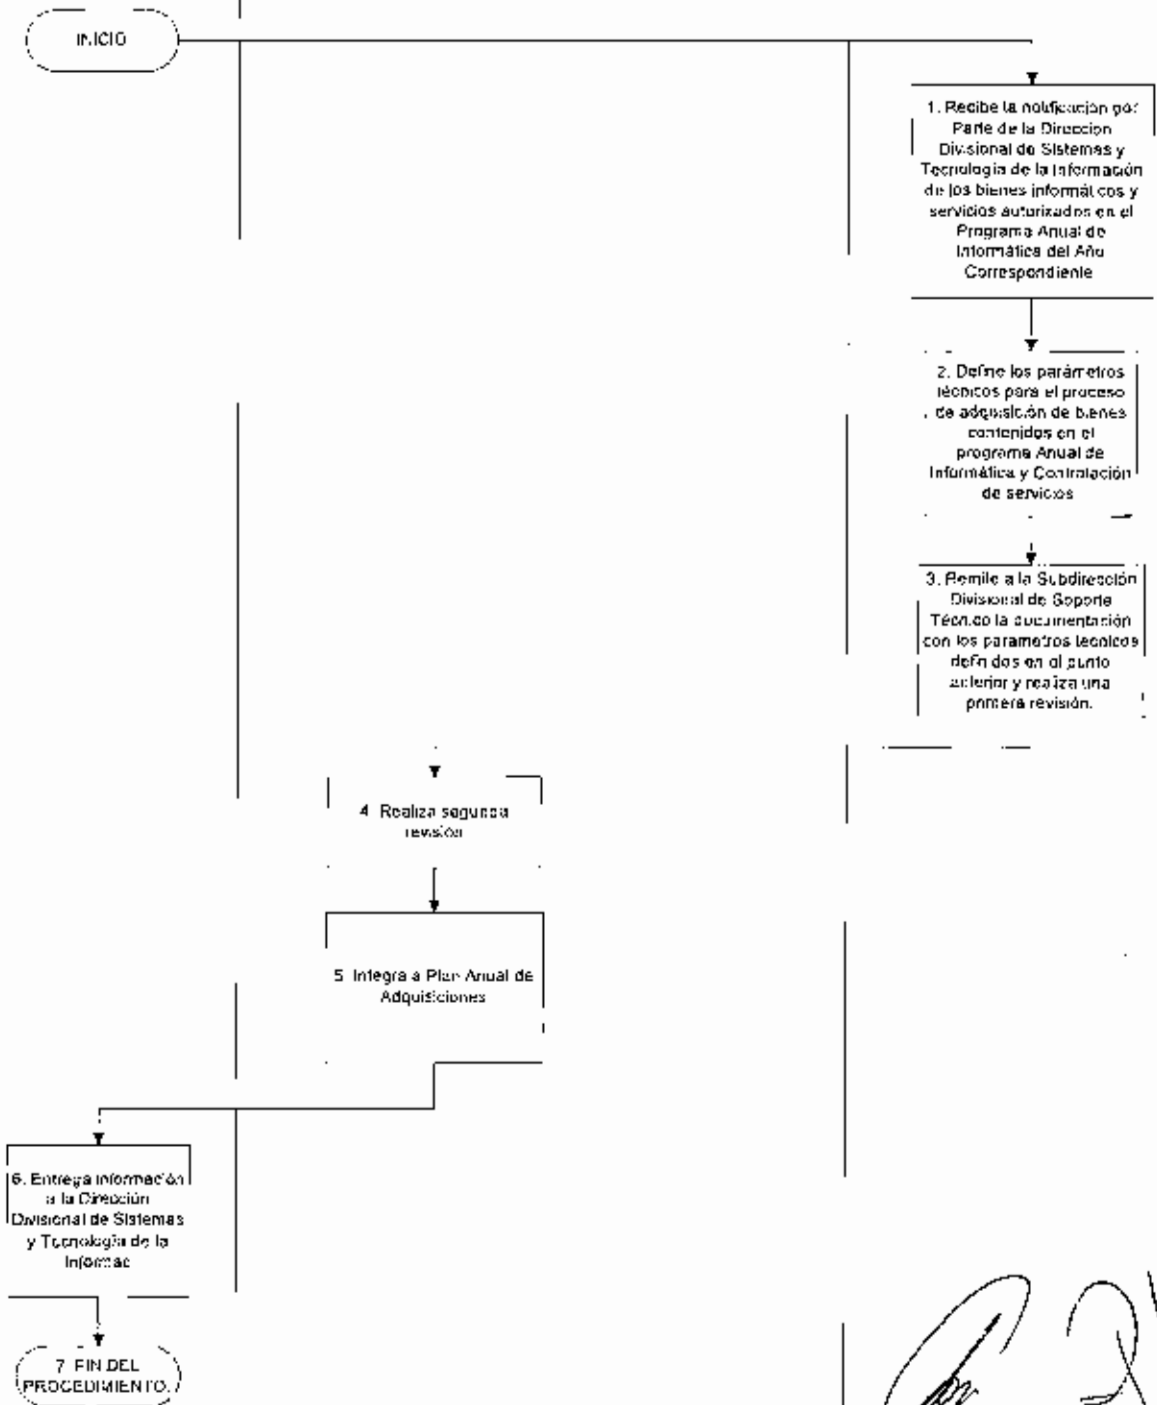 INICIO
1. Recibe la notificación por
Parte de la Direccion
Divisional de Sistemas y
Tecnología de la Información
de los bienes informáticos y
servicios autorizados en el
Programa Anual de
Informática del Año
Correspondiente
2. Define los parámetros
técnicos para el proceso
de adquisición de bienes
contenidos en el
programa Anual de
Informática y Contratación
de servicios
3. Remite a la Subdirección
Divisional de Soporte
Técnico la documentación
con los parametros tecnicos
definidos en el punto
anterior y realiza una
primera revisión.
4. Realiza segunda
revisión
5. Integra a Plan Anual de
Adquisiciones
6. Entrega información
a la Dirección
Divisional de Sistemas
y Tecnología de la
Informac
7. FIN DEL
PROCEDIMIENTO.